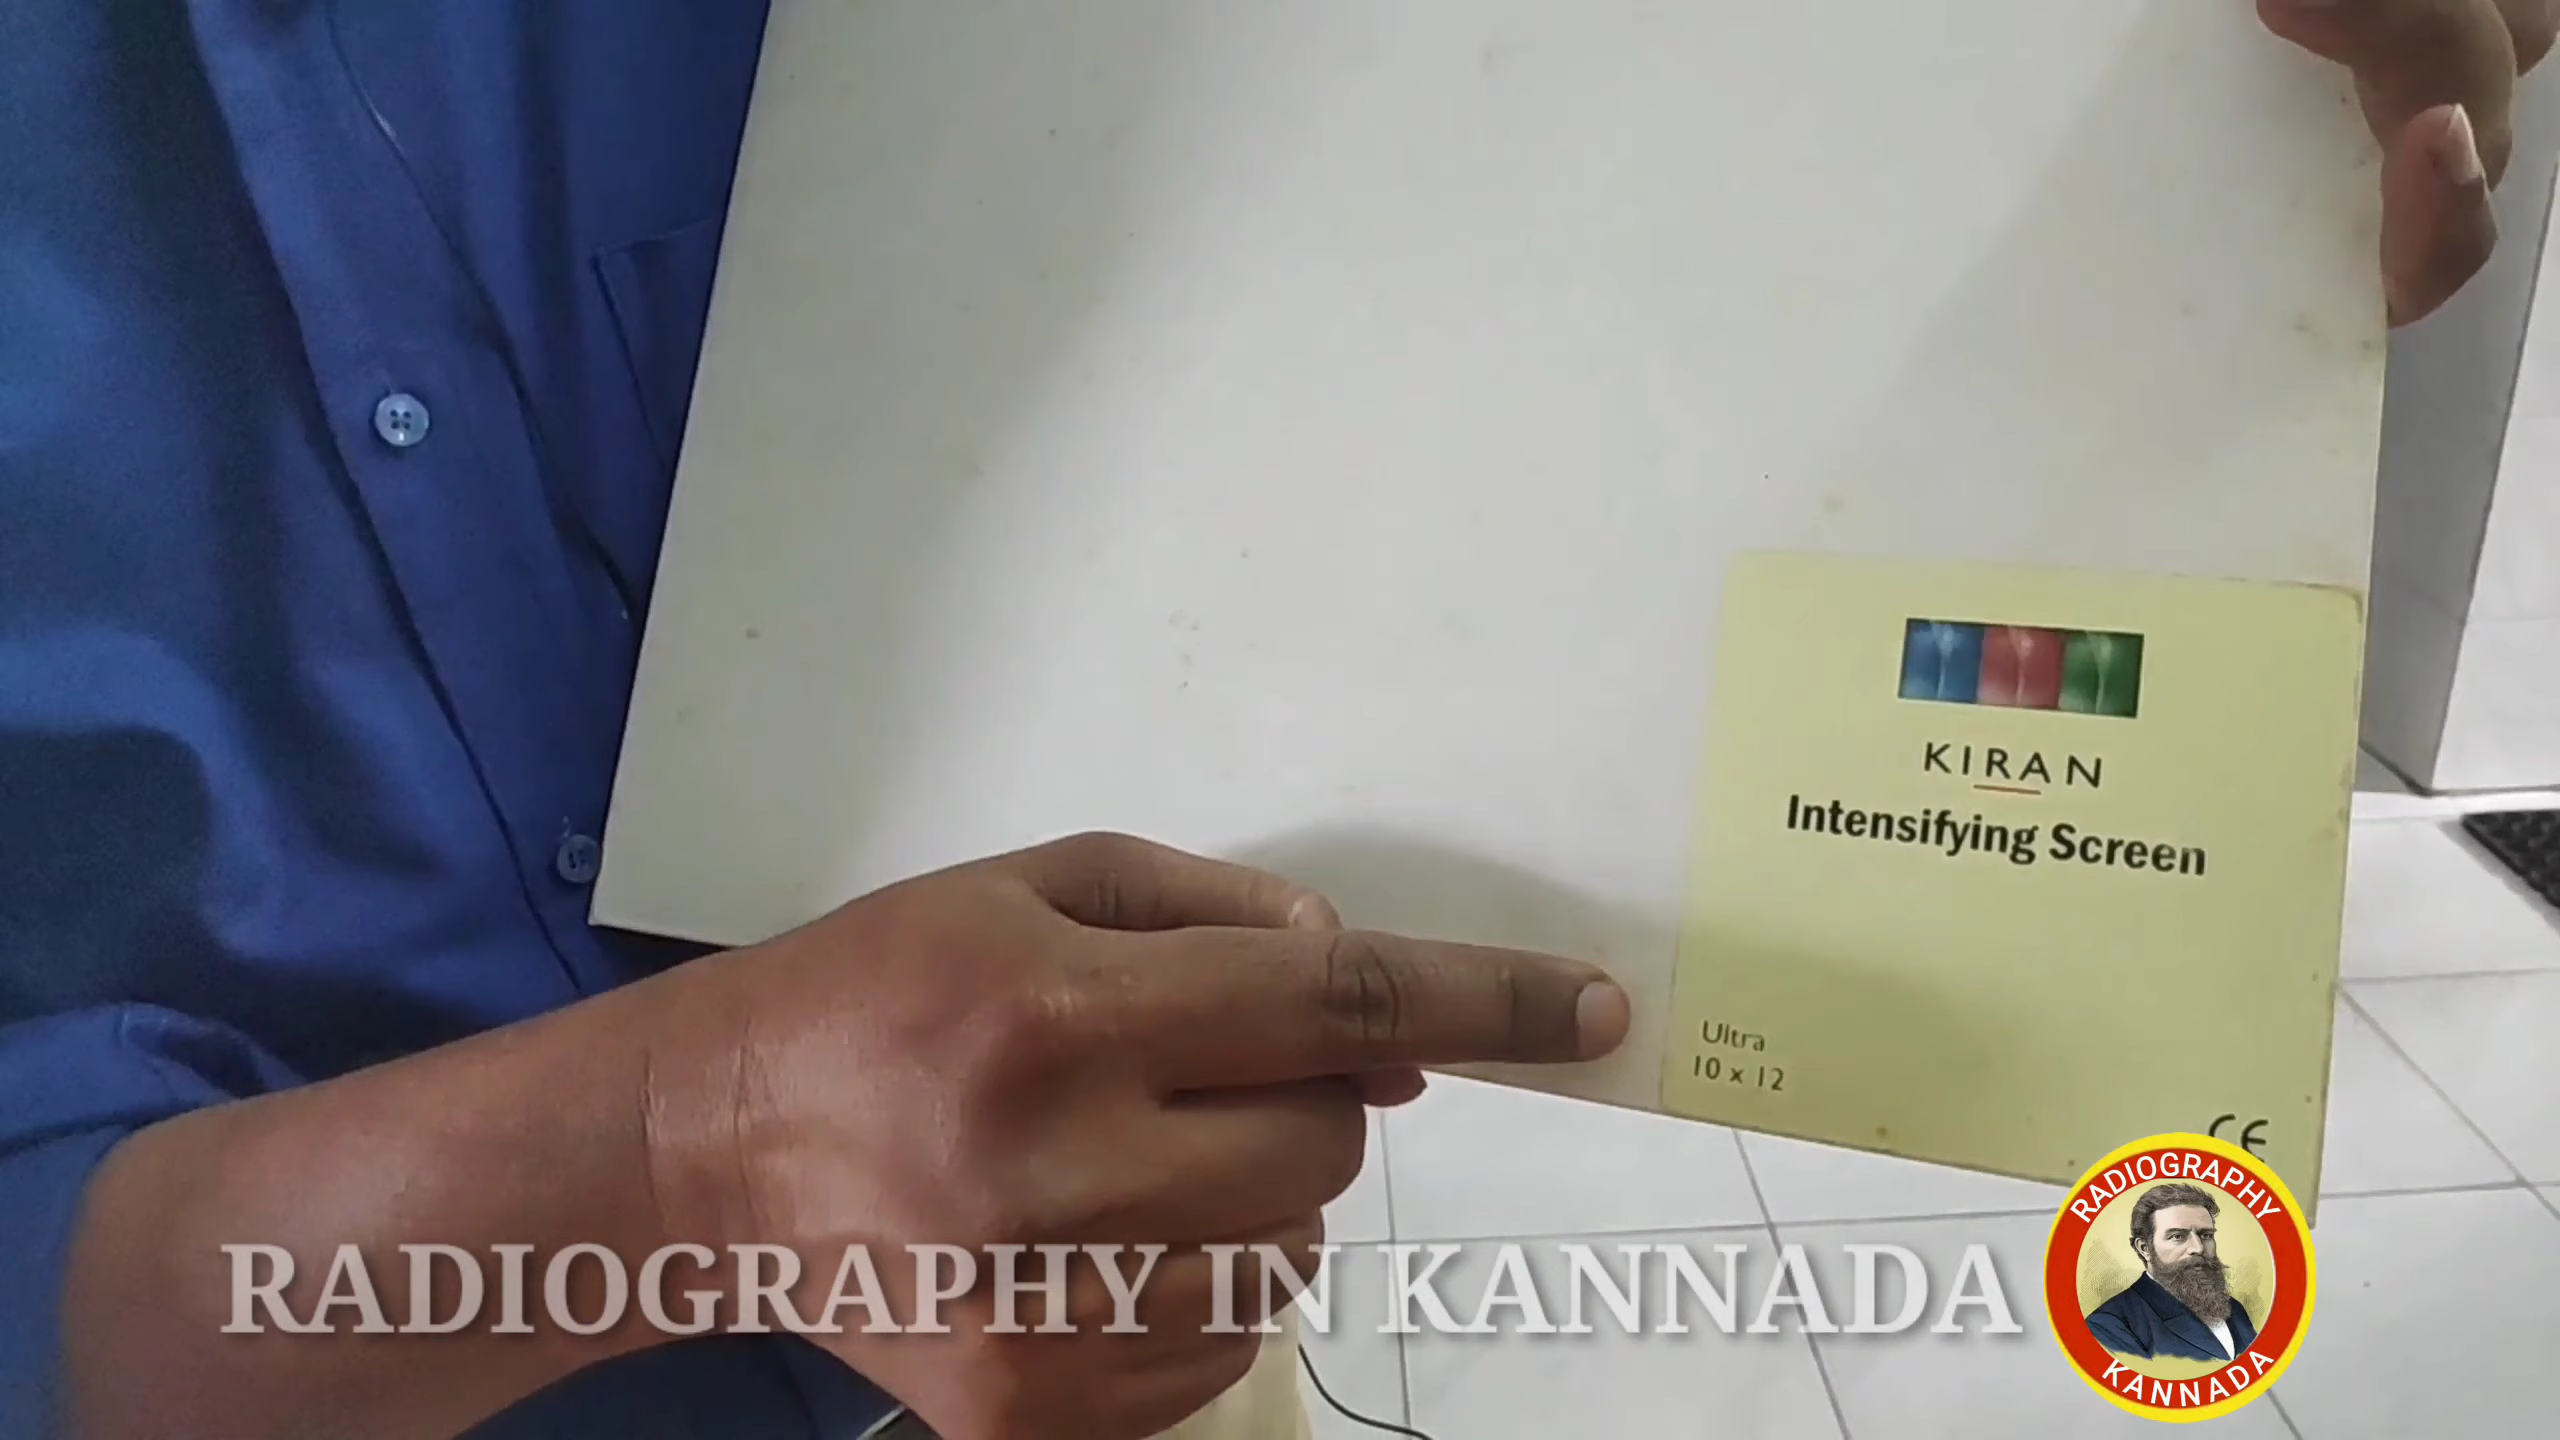 KIRAN
Intensifying Screen
Ultra
10 x 12
CE
RADIOGRAPHY IN KANNADA
RADIOGRAPHY
KANNADA